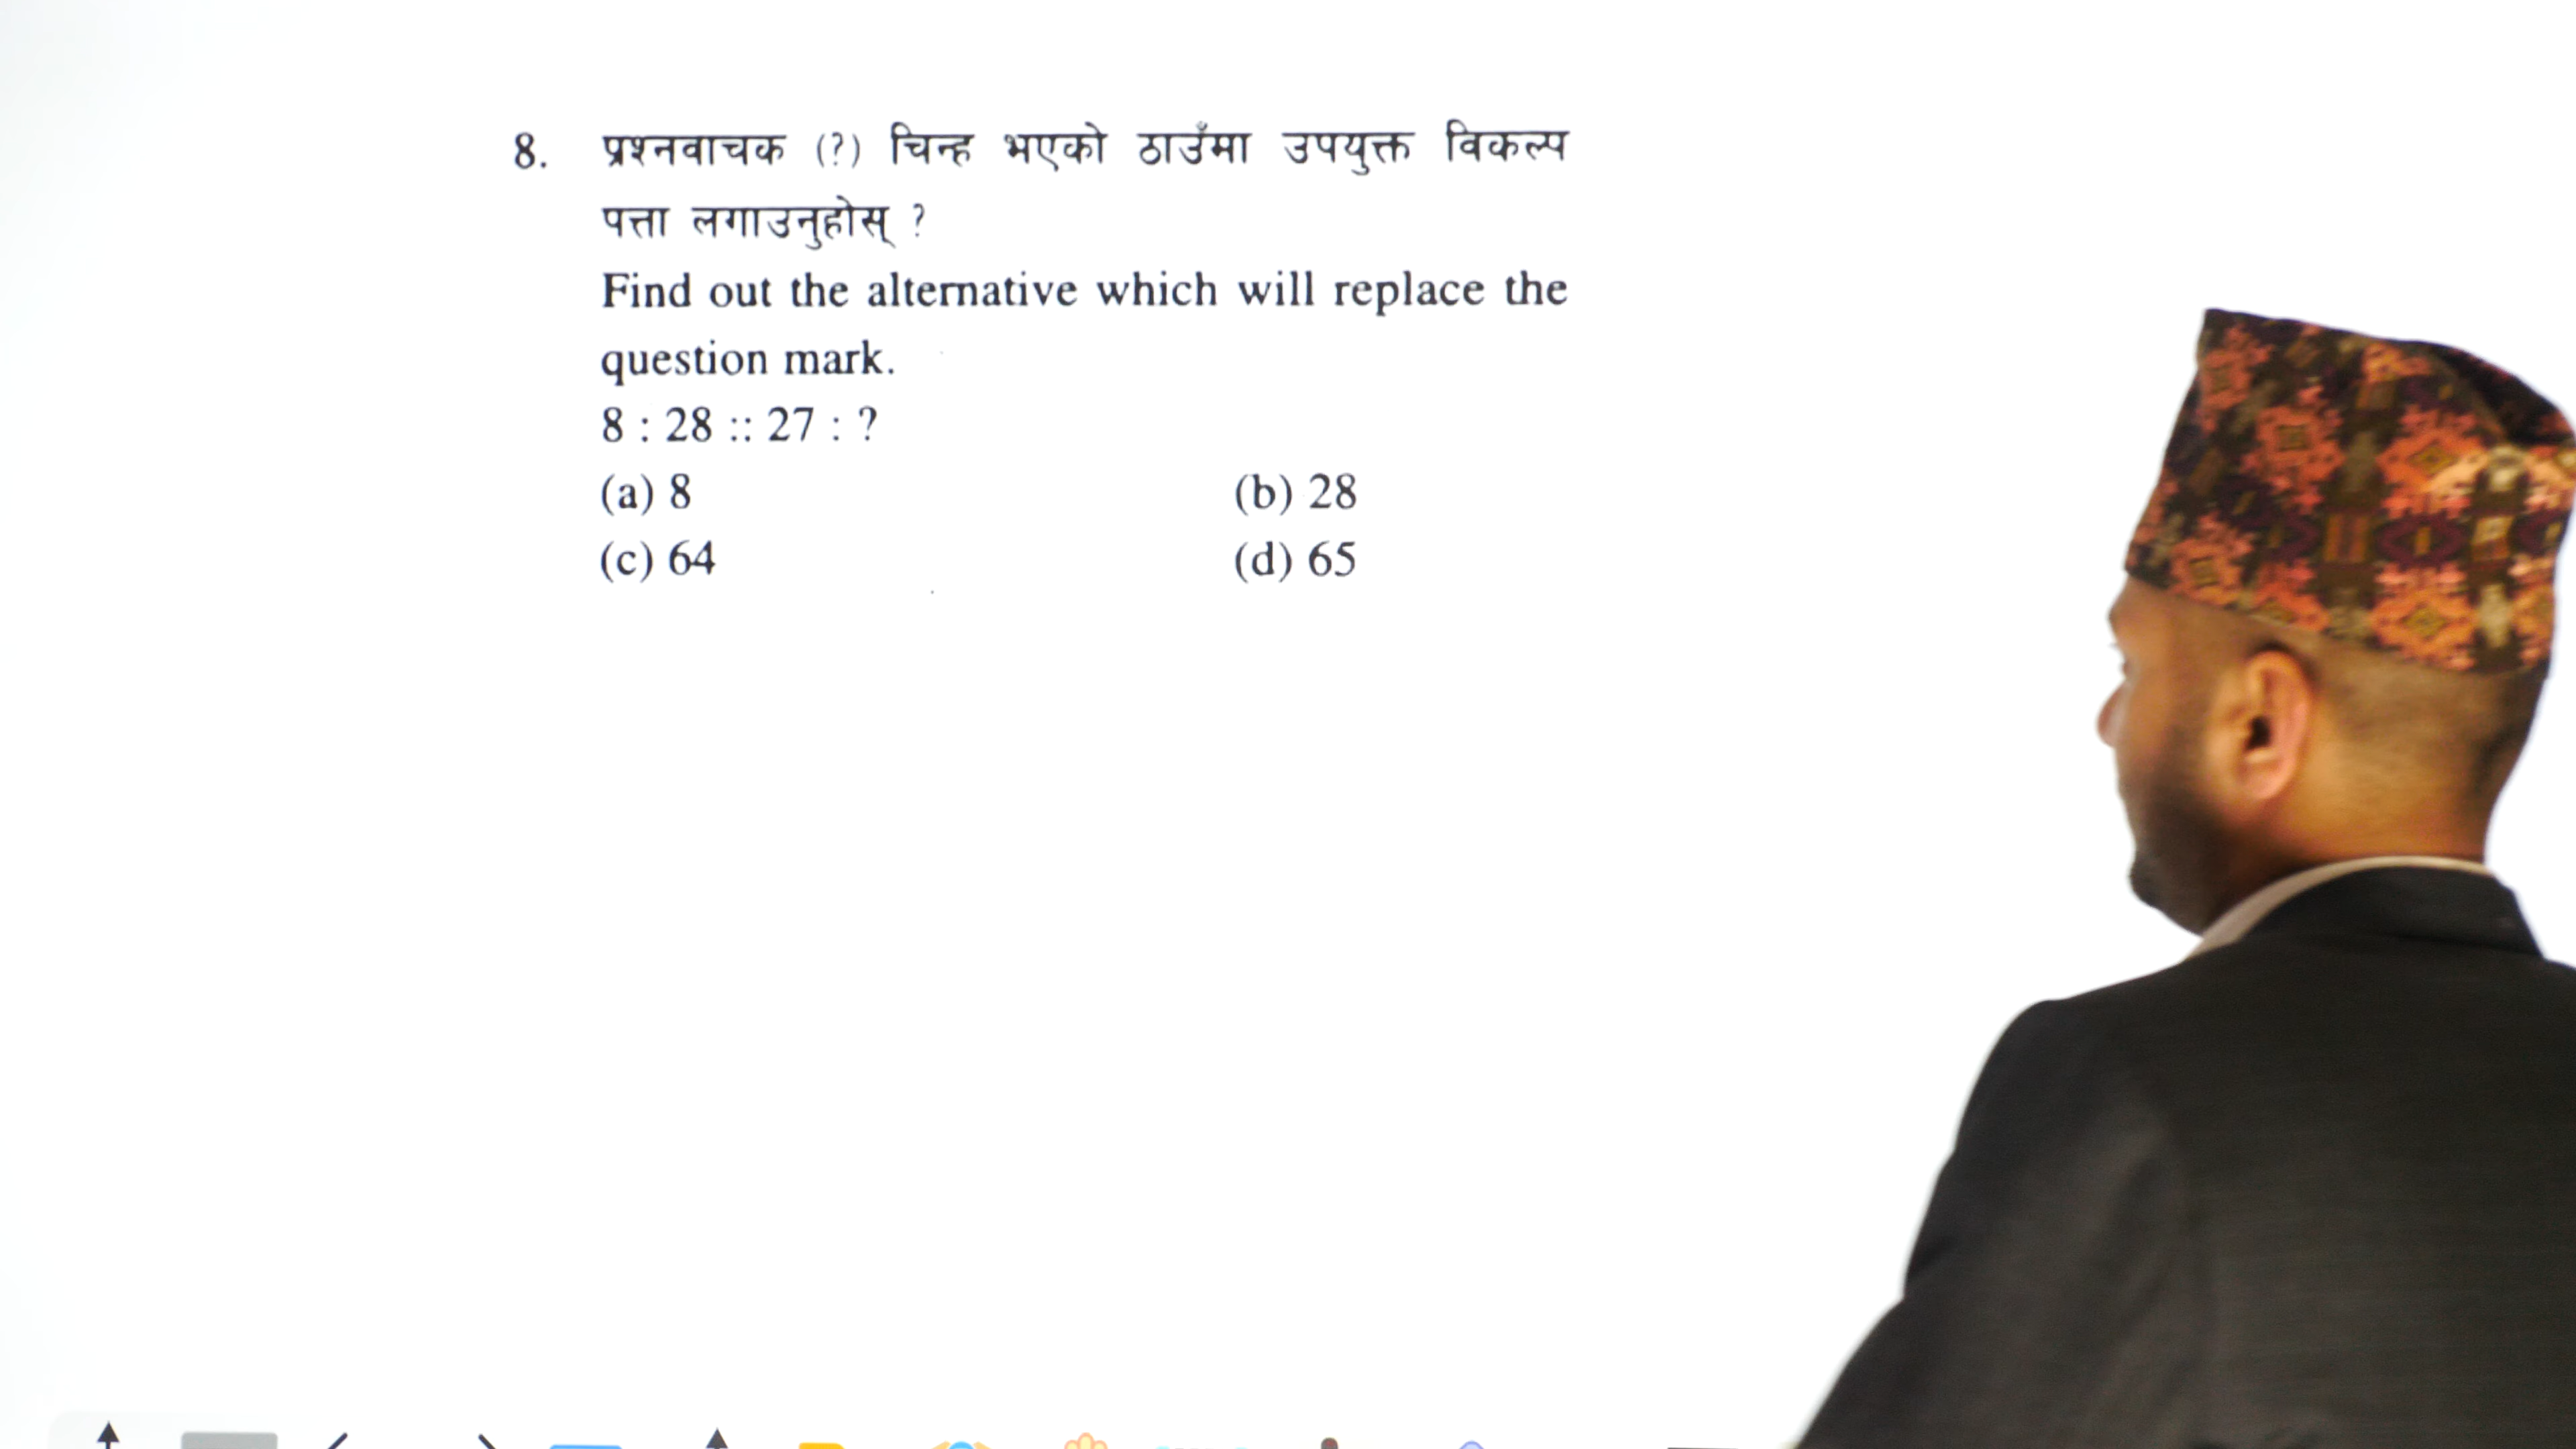 8. प्रश्नवाचक (?) चिन्ह भएको ठाउँमा उपयुक्त विकल्प
पत्ता लगाउनुहोस् ?
Find out the alternative which will replace the
question mark.
8 : 28 :: 27 : ?
(a) 8 (b) 28
(c) 64 (d) 65